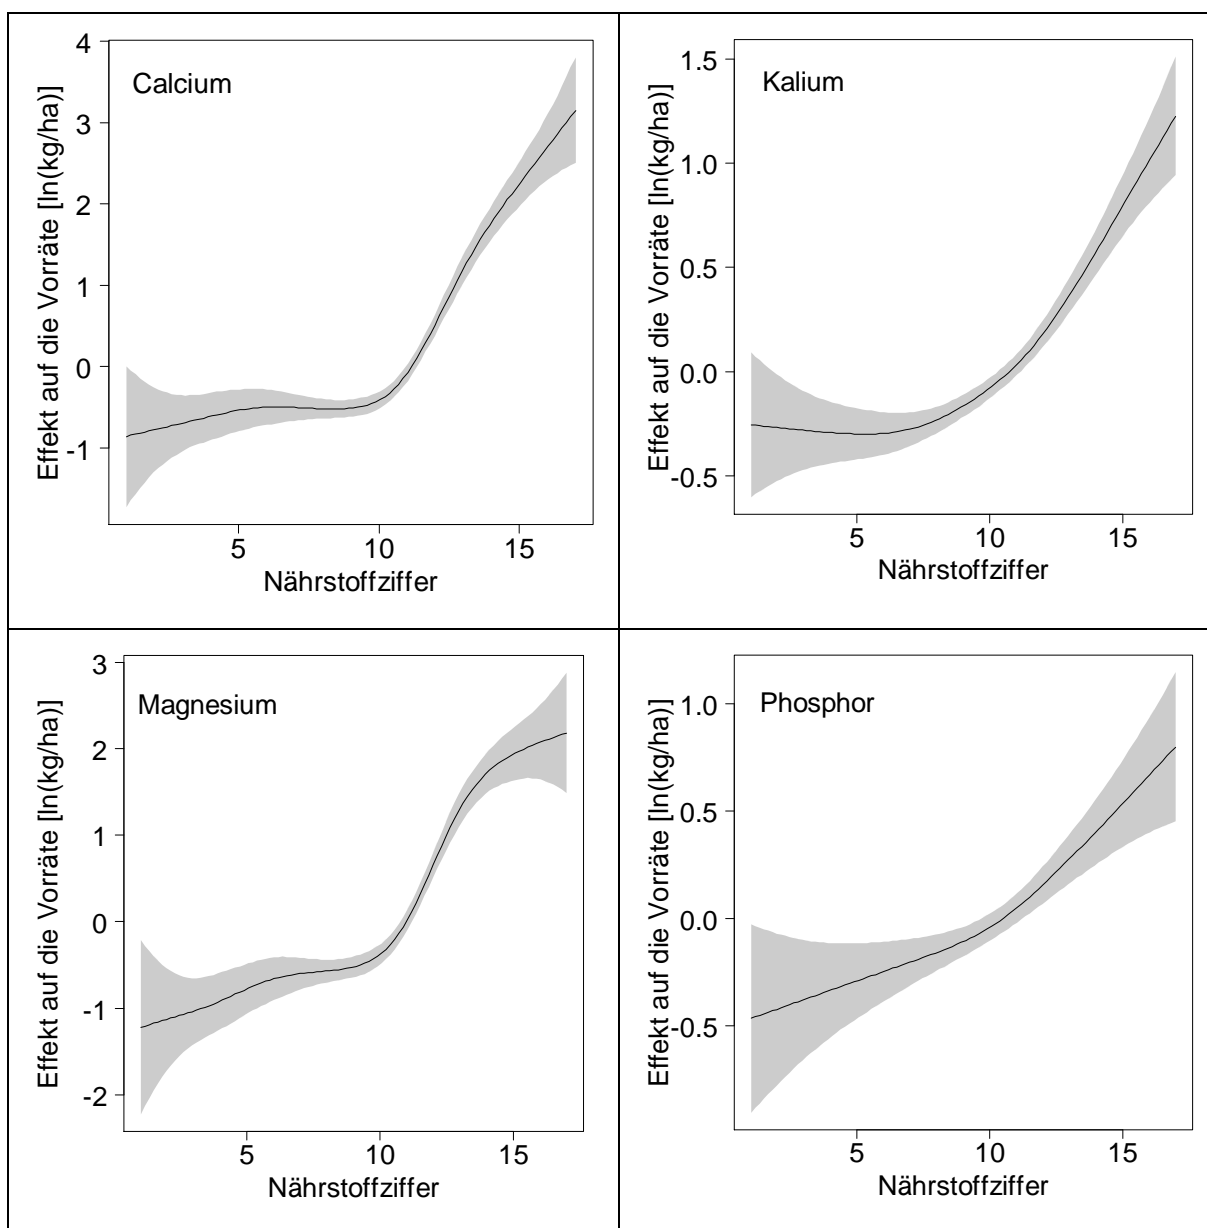 Calcium
Effekt auf die Vorräte [ln(kg/ha)]
4
3
2
1
0
-1
5 10 15
Nährstoffziffer
Kalium
Effekt auf die Vorräte [ln(kg/ha)]
1.5
1.0
0.5
0.0
-0.5
5 10 15
Nährstoffziffer
Magnesium
Effekt auf die Vorräte [ln(kg/ha)]
3
2
1
0
-1
-2
5 10 15
Nährstoffziffer
Phosphor
Effekt auf die Vorräte [ln(kg/ha)]
1.0
0.5
0.0
-0.5
5 10 15
Nährstoffziffer